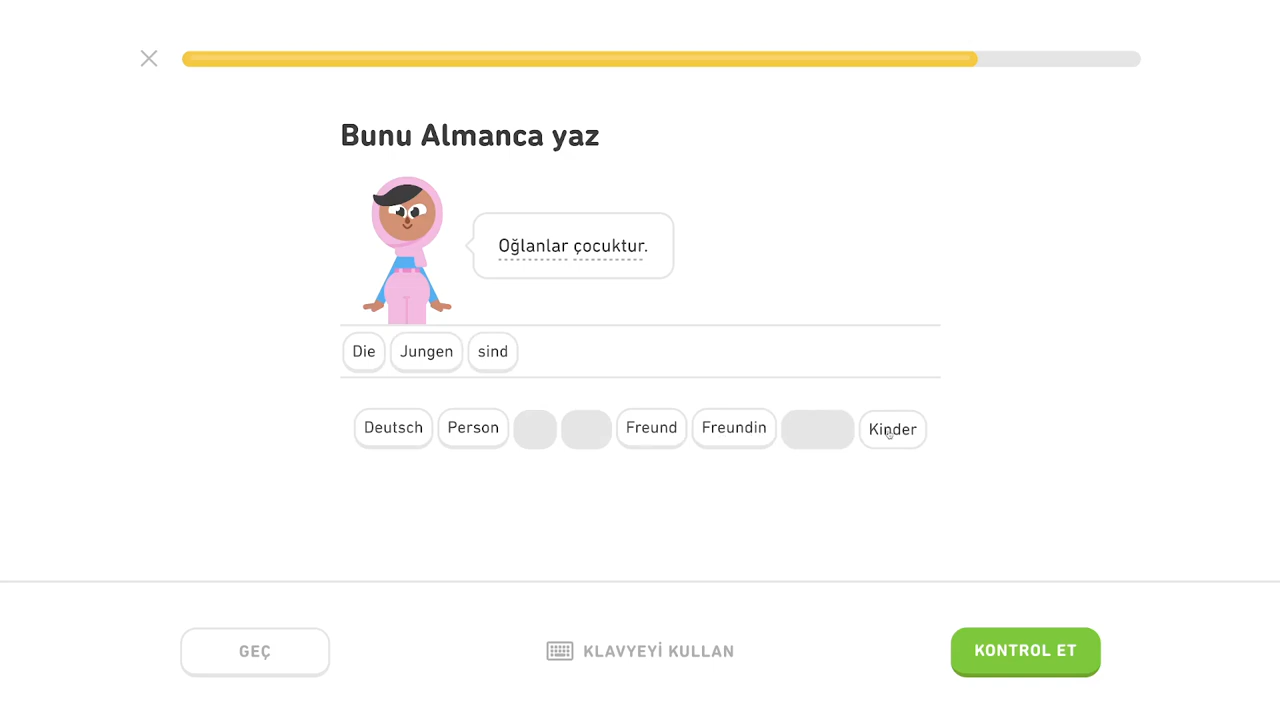 Bunu Almanca yaz
Oğlanlar çocuktur.
Die Jungen sind
Deutsch Person Freund Freundin Kinder
GEÇ KLAVYEYİ KULLAN KONTROL ET